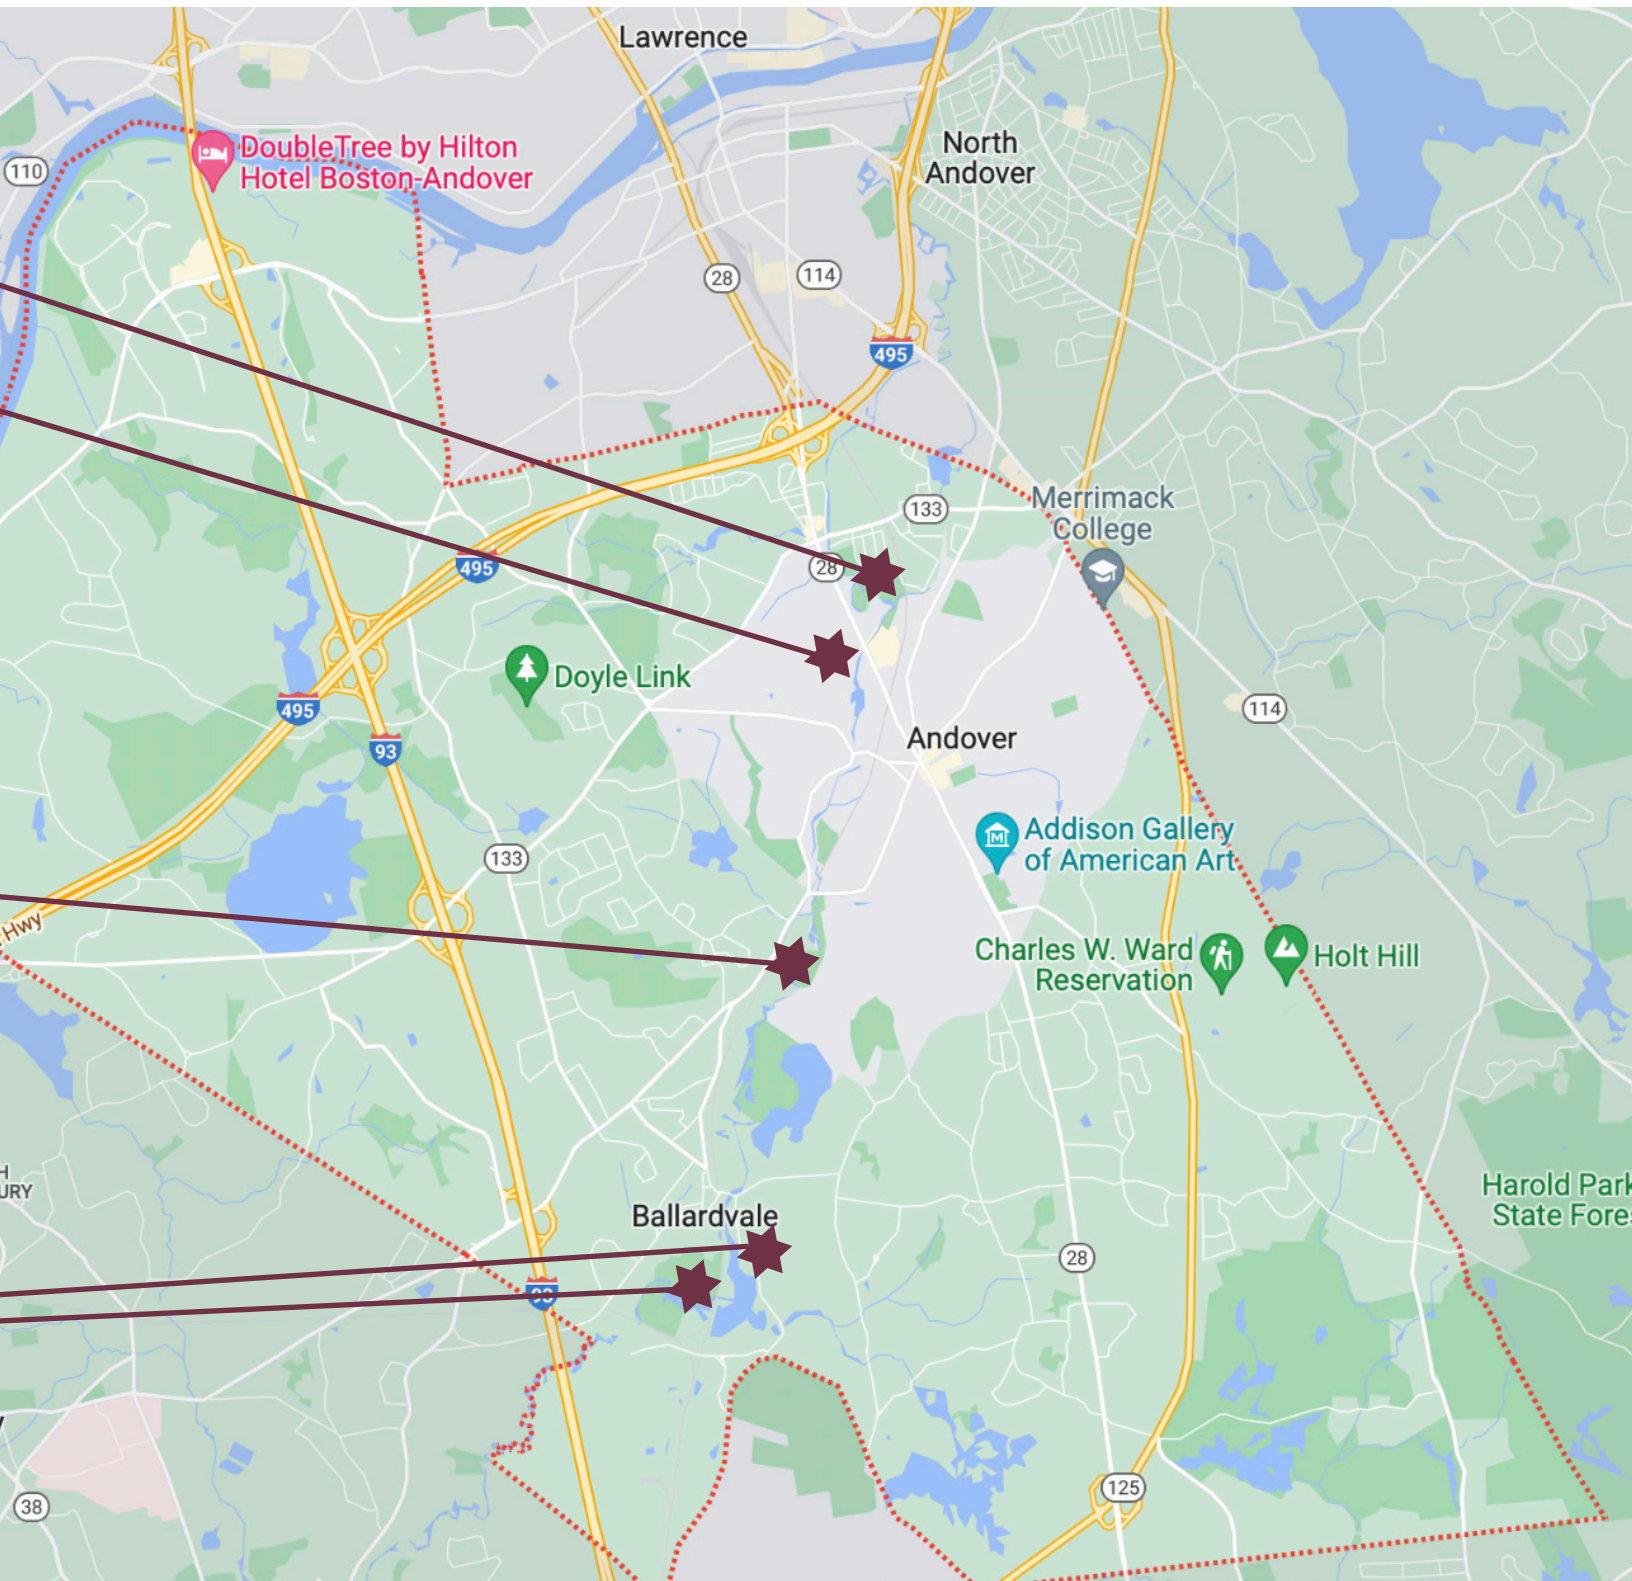 Lawrence
DoubleTree by Hilton
Hotel Boston-Andover
110
North
Andover
28
114
495
133
Merrimack
College
28
495
Doyle Link
495
93
114
Andover
Addison Gallery
of American Art
133
Hwy
Charles W. Ward
Reservation
Holt Hill
Harold Park
State Fores
Ballardvale
28
93
125
38